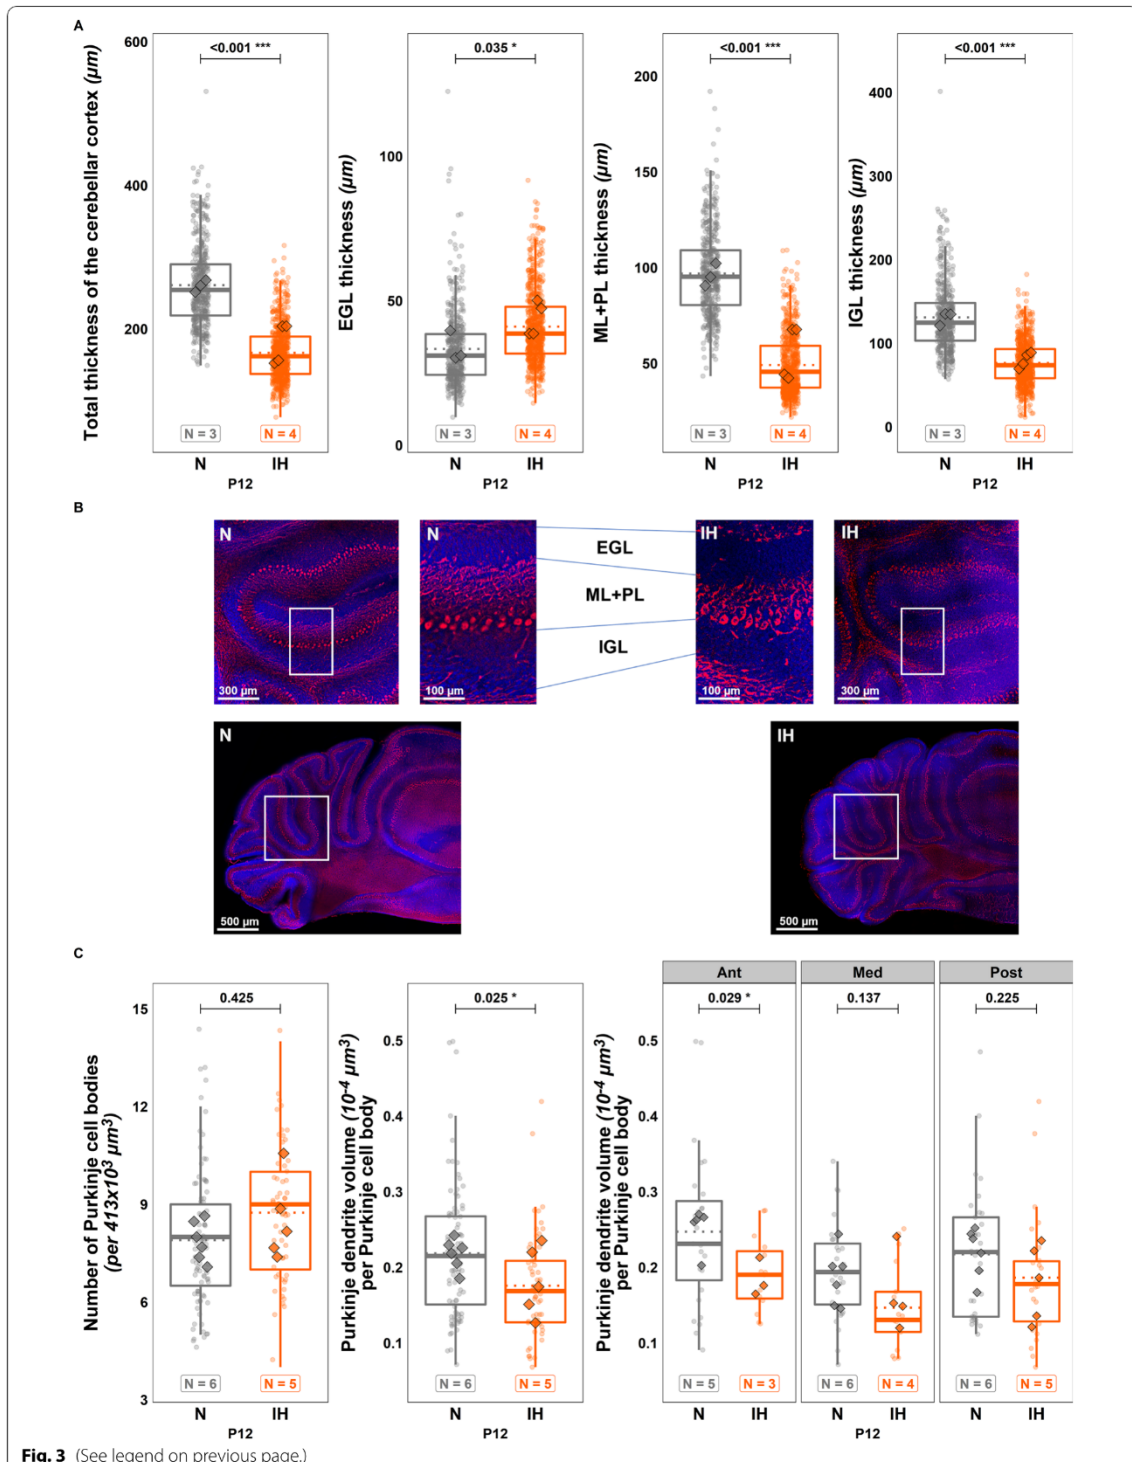 A
Total thickness of the cerebellar cortex (µm)
600
400
200
<0.001 ***
N = 3
N = 4
N
IH
P12
EGL thickness (µm)
100
50
0
0.035 *
N = 3
N = 4
N
IH
P12
ML+PL thickness (µm)
200
150
100
50
<0.001 ***
N = 3
N = 4
N
IH
P12
IGL thickness (µm)
400
300
200
100
0
<0.001 ***
N = 3
N = 4
N
IH
P12
B
N
300 µm
N
100 µm
EGL
ML+PL
IGL
IH
100 µm
IH
300 µm
N
500 µm
IH
500 µm
C
Number of Purkinje cell bodies
(per 413x10³ µm³)
15
12
9
6
3
0.425
N = 6
N = 5
N
IH
P12
Purkinje dendrite volume (10⁻⁴ µm³)
per Purkinje cell body
0.5
0.4
0.3
0.2
0.1
0.025 *
N = 6
N = 5
N
IH
P12
Purkinje dendrite volume (10⁻⁴ µm³)
per Purkinje cell body
0.5
0.4
0.3
0.2
0.1
Ant
0.029 *
N = 5
N = 3
N
IH
Med
0.137
N = 6
N = 4
N
IH
Post
0.225
N = 6
N = 5
N
IH
P12
Fig. 3 (See legend on previous page.)